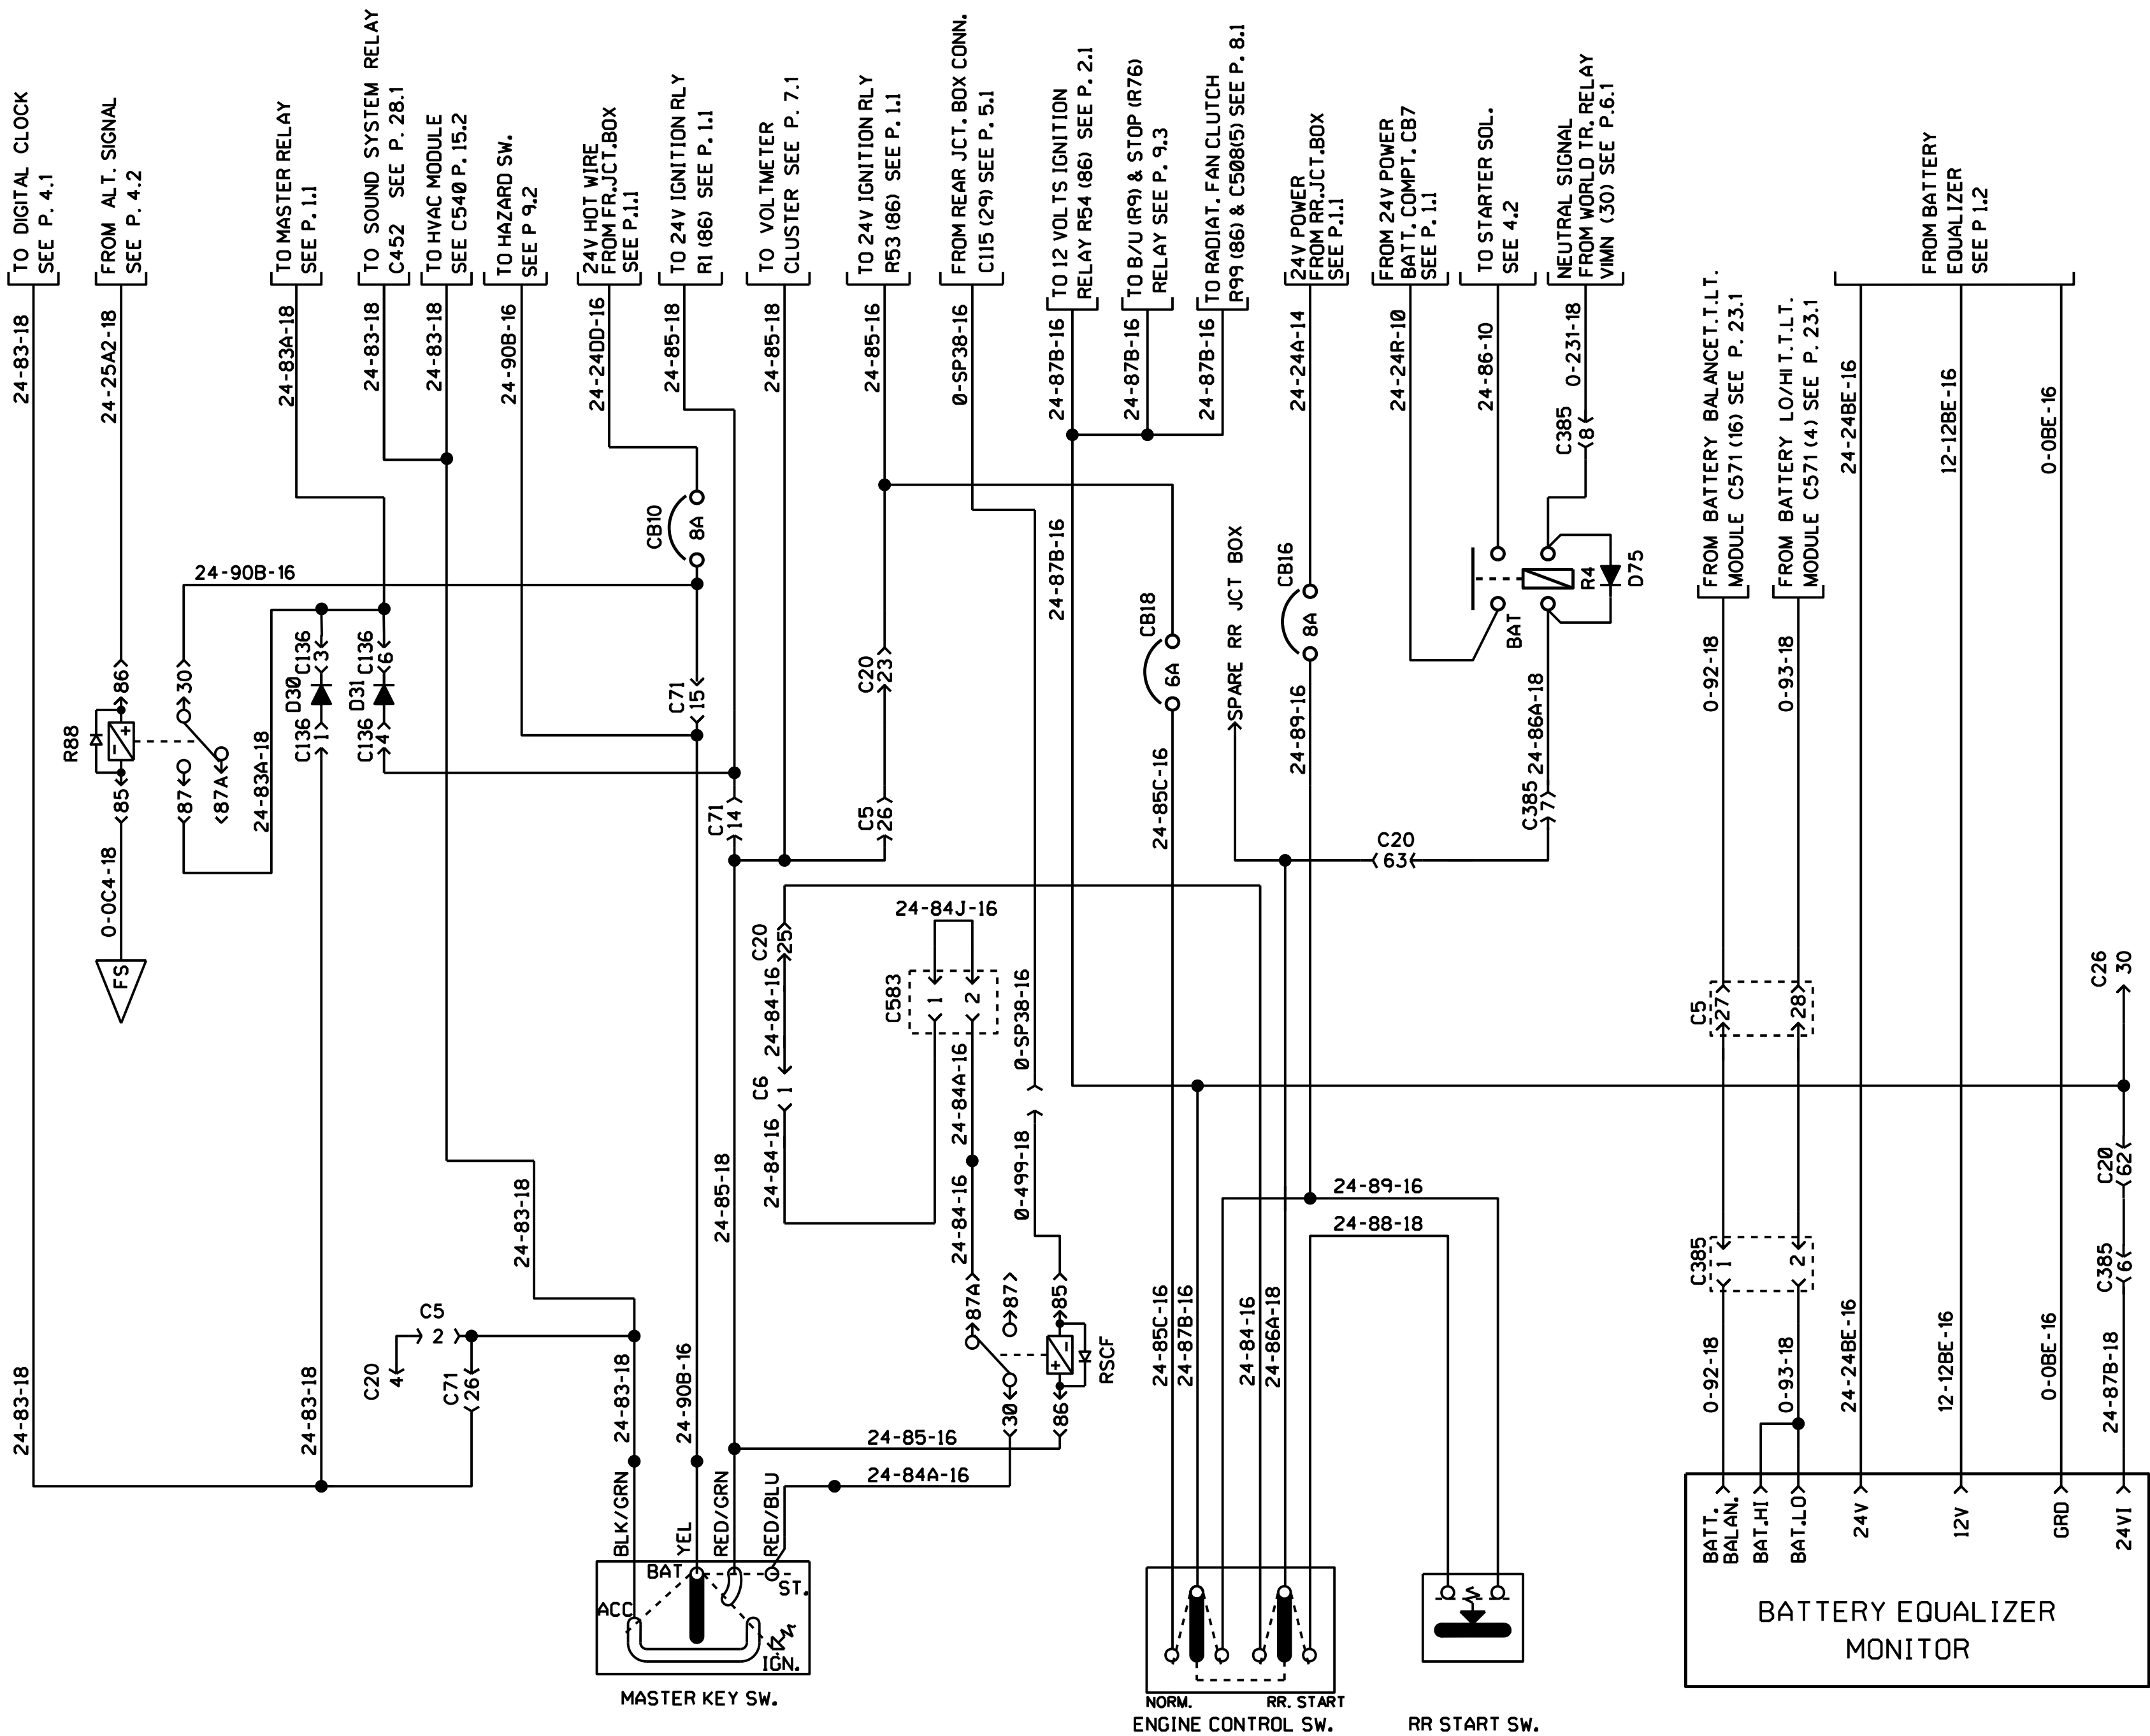 TO DIGITAL CLOCK
SEE P. 4.1
FROM ALT. SIGNAL
SEE P. 4.2
TO MASTER RELAY
SEE P. 1.1
TO SOUND SYSTEM RELAY
C452 SEE P. 28.1
TO HVAC MODULE
SEE C540 P. 15.2
TO HAZARD SW.
SEE P 9.2
24V HOT WIRE
FROM FR.JCT.BOX
SEE P.1.1
TO 24V IGNITION RLY
R1 (86) SEE P. 1.1
TO VOLTMETER
CLUSTER SEE P. 7.1
TO 24V IGNITION RLY
R53 (86) SEE P. 1.1
FROM REAR JCT. BOX CONN.
C115 (29) SEE P. 5.1
TO 12 VOLTS IGNITION
RELAY R54 (86) SEE P. 2.1
TO B/U (R9) & STOP (R76)
RELAY SEE P. 9.3
TO RADIAT. FAN CLUTCH
R99 (86) & C508(5) SEE P. 8.1
24V POWER
FROM RR.JCT.BOX
SEE P.1.1
FROM 24V POWER
BATT. COMPT. CB7
SEE P. 1.1
TO STARTER SOL.
SEE 4.2
NEUTRAL SIGNAL
FROM WORLD TR. RELAY
VIMN (30) SEE P.6.1
FROM BATTERY BALANCE T.T.LT.
MODULE C571 (16) SEE P. 23.1
FROM BATTERY LO/HI T.T.LT.
MODULE C571 (4) SEE P. 23.1
FROM BATTERY
EQUALIZER
SEE P 1.2
24-83-18
24-25A2-18
24-83A-18
24-83-18
24-83-18
24-90B-16
24-24DD-16
24-85-18
24-85-18
24-85-16
0-SP38-16
24-87B-16
24-87B-16
24-87B-16
24-24A-14
24-24R-10
24-86-10
0-231-18
C385
8
24-24BE-16
12-12BE-16
0-0BE-16
CB10
8A
24-90B-16
24-87B-16
CB18
6A
SPARE RR JCT BOX
CB16
8A
BAT
R4
D75
0-92-18
0-93-18
R88
86
85
30
87
87A
24-83A-18
D30
C136
3
C136
1
D31
C136
6
C136
4
C71
15
C71
14
C20
23
C5
26
24-85C-16
24-89-16
24-86A-18
C385
7
C20
63
0-0C4-18
FS
C20
25
24-84-16
C6
1
24-84-16
24-84J-16
C583
1
2
24-84A-16
24-84-16
0-SP38-16
0-499-18
C5
27
28
C26
30
C20
62
C385
6
24-83-18
24-85-18
24-89-16
24-88-18
C385
1
2
87A
87
85
30
86
RSCF
C5
2
C20
4
C71
26
24-83-18
24-83-18
24-83-18
24-90B-16
24-85-16
24-84A-16
24-85C-16
24-87B-16
24-84-16
24-86A-18
0-92-18
0-93-18
24-24BE-16
12-12BE-16
0-0BE-16
24-87B-18
BLK/GRN
YEL
RED/GRN
RED/BLU
BAT
ST.
ACC
IGN.
MASTER KEY SW.
NORM.
RR. START
ENGINE CONTROL SW.
RR START SW.
BATT.
BALAN.
BAT.HI
BAT.LO
24V
12V
GRD
24VI
BATTERY EQUALIZER
MONITOR